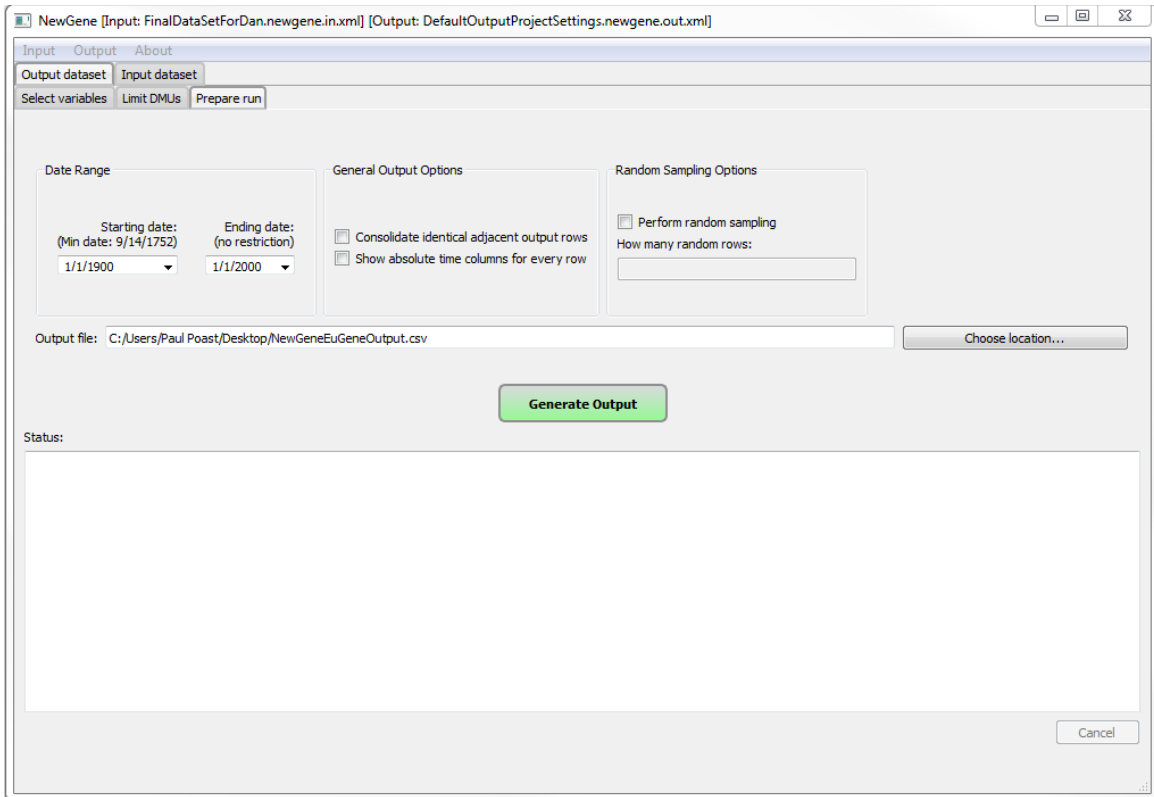 NewGene [Input: FinalDataSetForDan.newgene.in.xml] [Output: DefaultOutputProjectSettings.newgene.out.xml]
Input Output About
Output dataset Input dataset
Select variables Limit DMUs Prepare run
Date Range
Starting date:
(Min date: 9/14/1752)
Ending date:
(no restriction)
1/1/1900
1/1/2000
General Output Options
Consolidate identical adjacent output rows
Show absolute time columns for every row
Random Sampling Options
Perform random sampling
How many random rows:
Output file: C:/Users/Paul Poast/Desktop/NewGeneEuGeneOutput.csv
Choose location...
Generate Output
Status:
Cancel